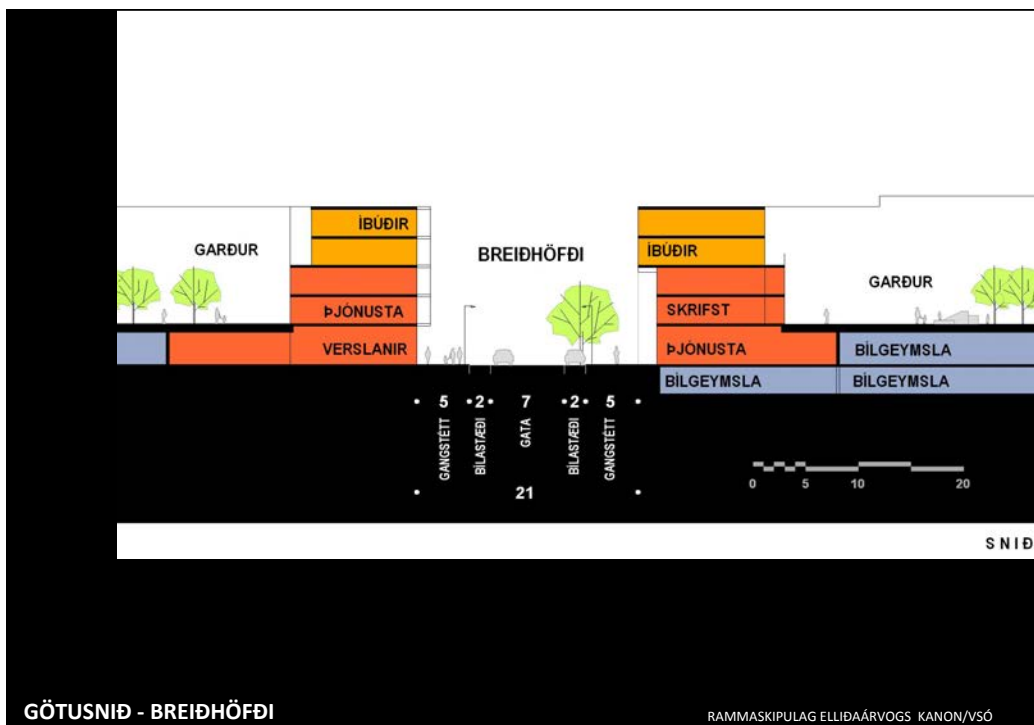 ÍBÚÐIR
GARÐUR
BREIÐHÖFÐI
ÍBÚÐIR
GARÐUR
ÞJÓNUSTA
SKRIFST
VERSLANIR
ÞJÓNUSTA
BÍLGEYMSLA
BÍLGEYMSLA
BÍLGEYMSLA
5 2 7 2 5
GANGSTÉTT
BÍLASTÆÐI
GATA
BÍLASTÆÐI
GANGSTÉTT
21
0 5 10 20
SNIÐ
GÖTUSNIÐ - BREIÐHÖFÐI
RAMMASKIPULAG ELLIÐAÁRVOGS KANON/VSÓ